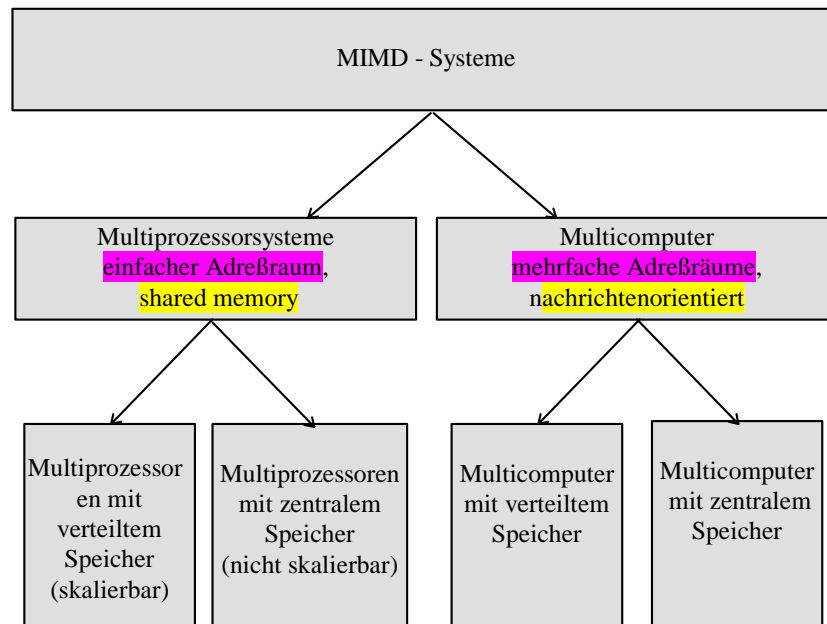 MIMD - Systeme
Multiprozessorsysteme
einfacher Adreßraum,
shared memory
Multicomputer
mehrfache Adreßräume,
nachrichtenorientiert
Multiprozessor
en mit
verteiltem
Speicher
(skalierbar)
Multiprozessoren
mit zentralem
Speicher
(nicht skalierbar)
Multicomputer
mit verteiltem
Speicher
Multicomputer
mit zentralem
Speicher